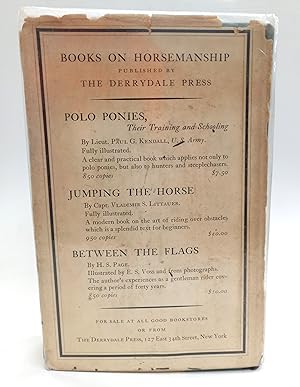 BOOKS ON HORSEMANSHIP
PUBLISHED BY
THE DERRYDALE PRESS
POLO PONIES,
Their Training and Schooling
By Lieut. PAUL G. KENDALL, U. S. Army.
Fully illustrated.
A clear and practical book which applies not only to
polo ponies, but also to hunters and steeplechasers.
850 copies $7.50
JUMPING THE HORSE
By Capt. VLADIMIR S. LITTAUER.
Fully illustrated.
A modern book on the art of riding over obstacles
which is a splendid text for beginners.
950 copies $10.00
BETWEEN THE FLAGS
By H. S. PAGE.
Illustrated by E. S. Voss and from photographs.
The author's experiences as a gentleman rider cov-
ering a period of forty years.
850 copies $10.00
FOR SALE AT ALL GOOD BOOKSTORES
OR FROM
THE DERRYDALE PRESS, 127 East 34th Street, New York